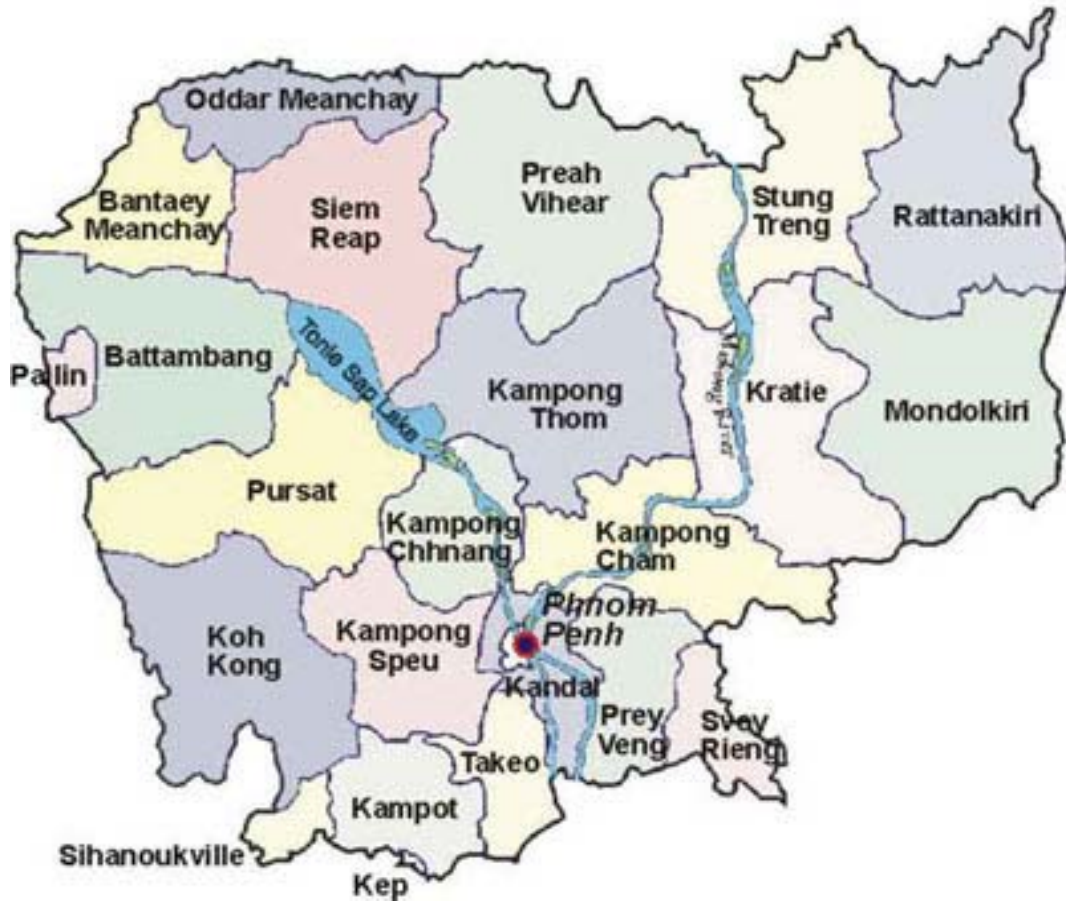 Oddar Meanchay
Preah
Vihear
Stung
Treng
Rattanakiri
Bantaey
Meanchay
Siem
Reap
Tonle Sap Lake
Battambang
Pailin
Kampong
Thom
Mekong River
Kratie
Mondolkiri
Pursat
Kampong
Chhnang
Kampong
Cham
Phnom
Penh
Koh
Kong
Kampong
Speu
Kandal
Prey
Veng
Svay
Rieng
Takeo
Kampot
Sihanoukville
Kep